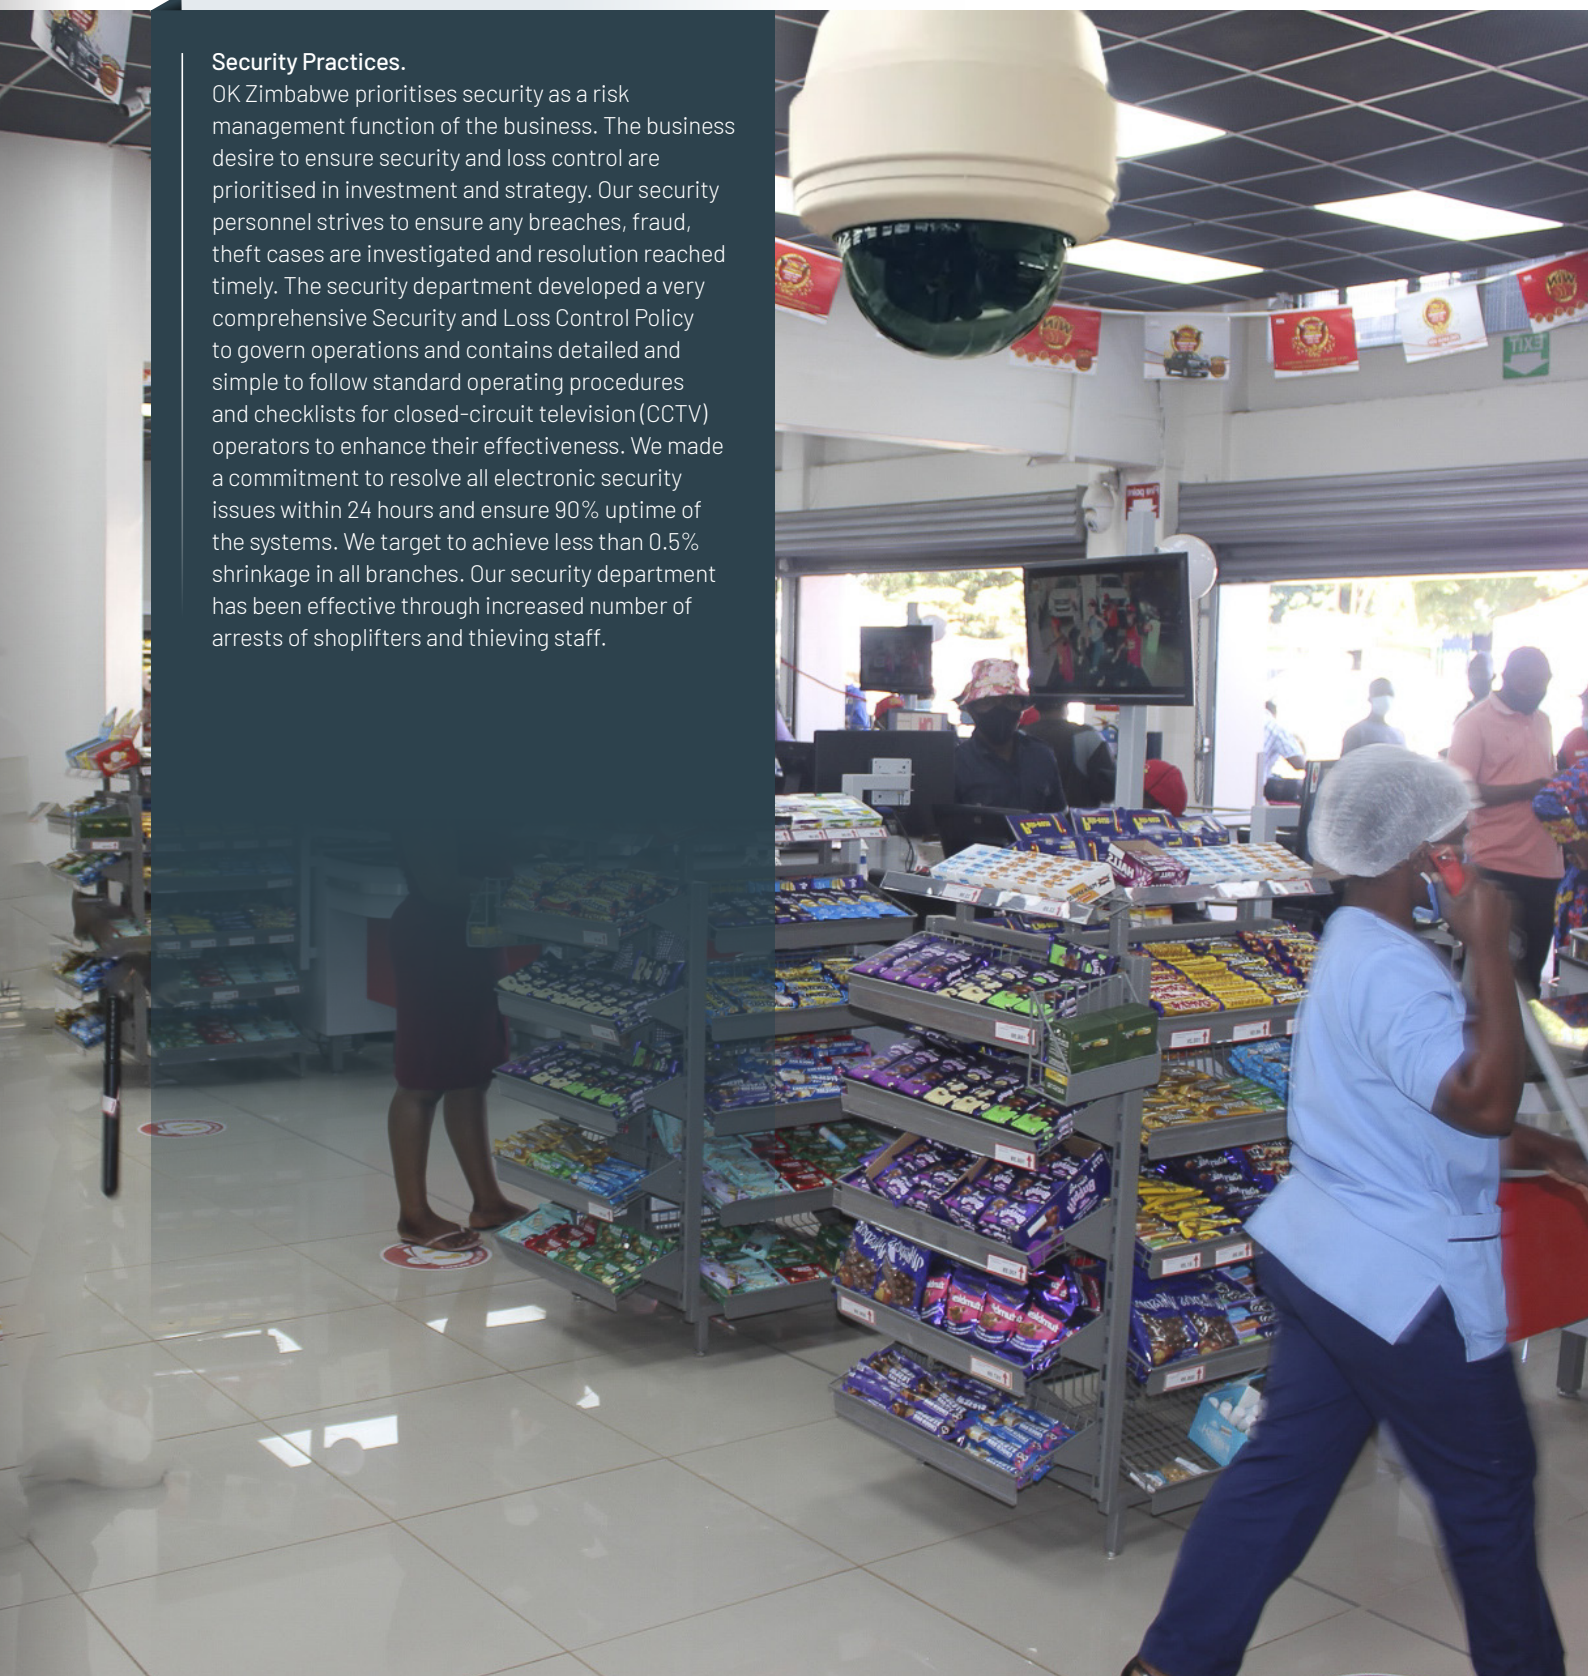 Security Practices.
OK Zimbabwe prioritises security as a risk
management function of the business. The business
desire to ensure security and loss control are
prioritised in investment and strategy. Our security
personnel strives to ensure any breaches, fraud,
theft cases are investigated and resolution reached
timely. The security department developed a very
comprehensive Security and Loss Control Policy
to govern operations and contains detailed and
simple to follow standard operating procedures
and checklists for closed-circuit television (CCTV)
operators to enhance their effectiveness. We made
a commitment to resolve all electronic security
issues within 24 hours and ensure 90% uptime of
the systems. We target to achieve less than 0.5%
shrinkage in all branches. Our security department
has been effective through increased number of
arrests of shoplifters and thieving staff.
WIN
EXIT